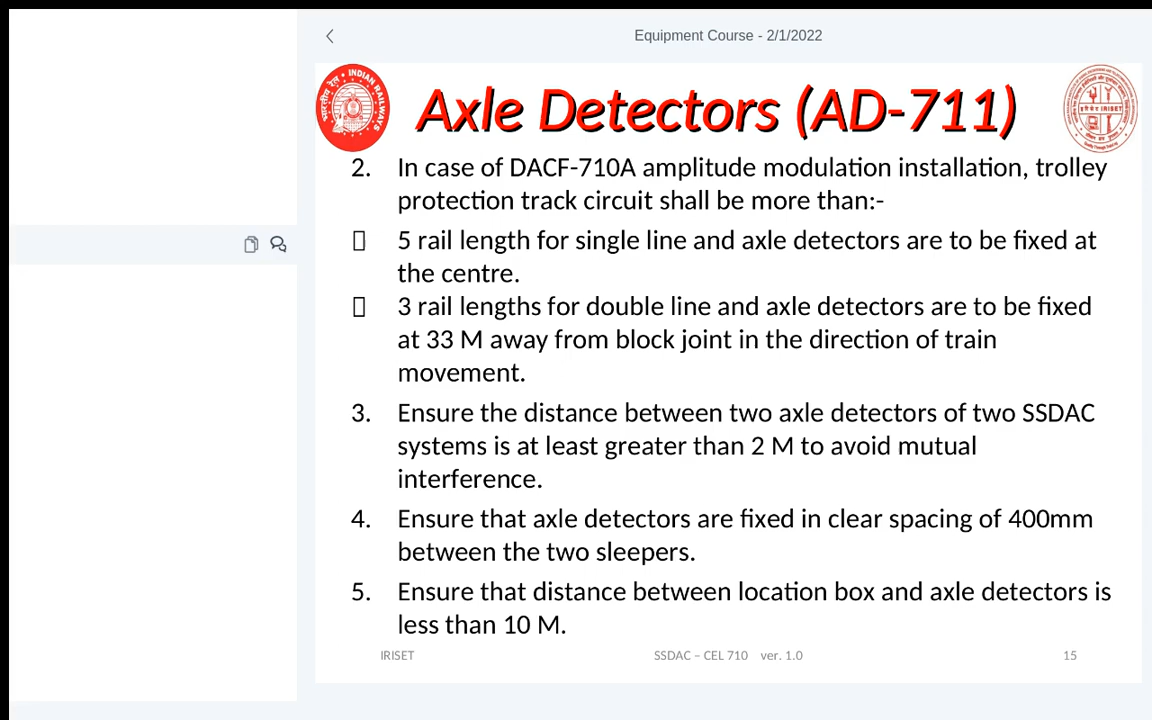 Equipment Course - 2/1/2022
भारतीय रेल • INDIAN RAILWAYS
Axle Detectors (AD-711)
इरिसेट IRISET
2. In case of DACF-710A amplitude modulation installation, trolley
protection track circuit shall be more than:-
5 rail length for single line and axle detectors are to be fixed at
the centre.
3 rail lengths for double line and axle detectors are to be fixed
at 33 M away from block joint in the direction of train
movement.
3. Ensure the distance between two axle detectors of two SSDAC
systems is at least greater than 2 M to avoid mutual
interference.
4. Ensure that axle detectors are fixed in clear spacing of 400mm
between the two sleepers.
5. Ensure that distance between location box and axle detectors is
less than 10 M.
IRISET SSDAC – CEL 710 ver. 1.0 15